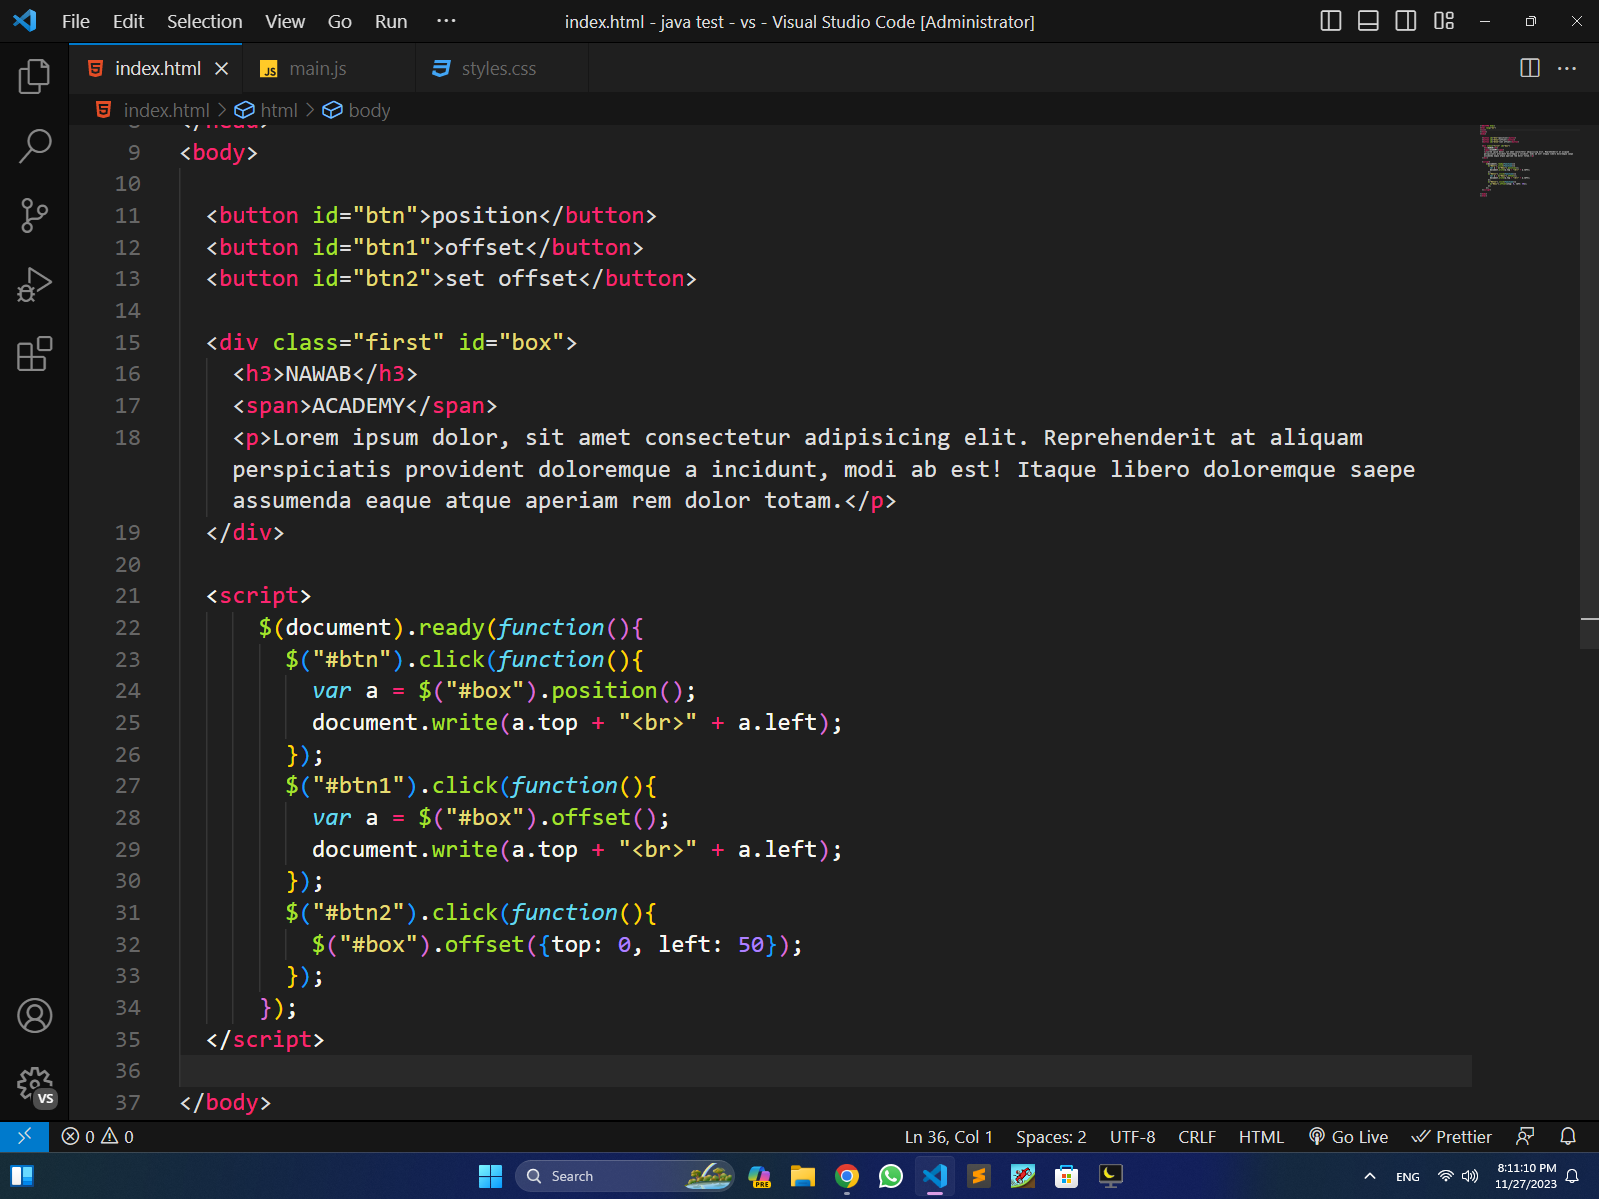 File Edit Selection View Go Run ··· index.html - java test - vs - Visual Studio Code [Administrator]
index.html JS main.js styles.css
index.html > html > body
8 </head>
9 <body>
10
11 <button id="btn">position</button>
12 <button id="btn1">offset</button>
13 <button id="btn2">set offset</button>
14
15 <div class="first" id="box">
16 <h3>NAWAB</h3>
17 <span>ACADEMY</span>
18 <p>Lorem ipsum dolor, sit amet consectetur adipisicing elit. Reprehenderit at aliquam
perspiciatis provident doloremque a incidunt, modi ab est! Itaque libero doloremque saepe
assumenda eaque atque aperiam rem dolor totam.</p>
19 </div>
20
21 <script>
22 $(document).ready(function(){
23 $("#btn").click(function(){
24 var a = $("#box").position();
25 document.write(a.top + "<br>" + a.left);
26 });
27 $("#btn1").click(function(){
28 var a = $("#box").offset();
29 document.write(a.top + "<br>" + a.left);
30 });
31 $("#btn2").click(function(){
32 $("#box").offset({top: 0, left: 50});
33 });
34 });
35 </script>
36
37 </body>
VS
0 0 Ln 36, Col 1 Spaces: 2 UTF-8 CRLF HTML Go Live Prettier
Search PRE ENG 8:11:10 PM
11/27/2023